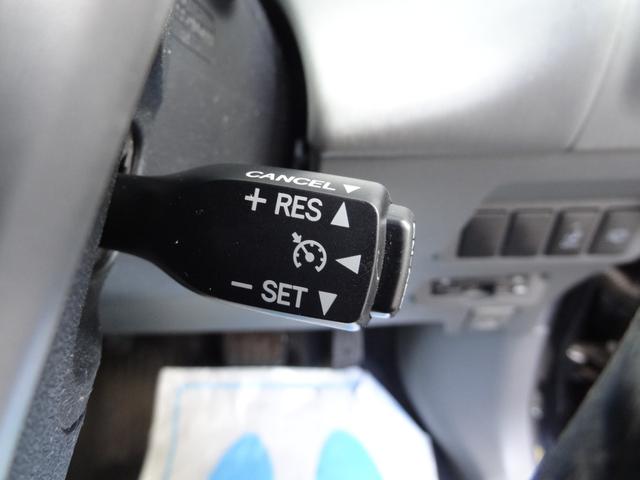 CANCEL ▼
+ RES ▲
◀
− SET ▼